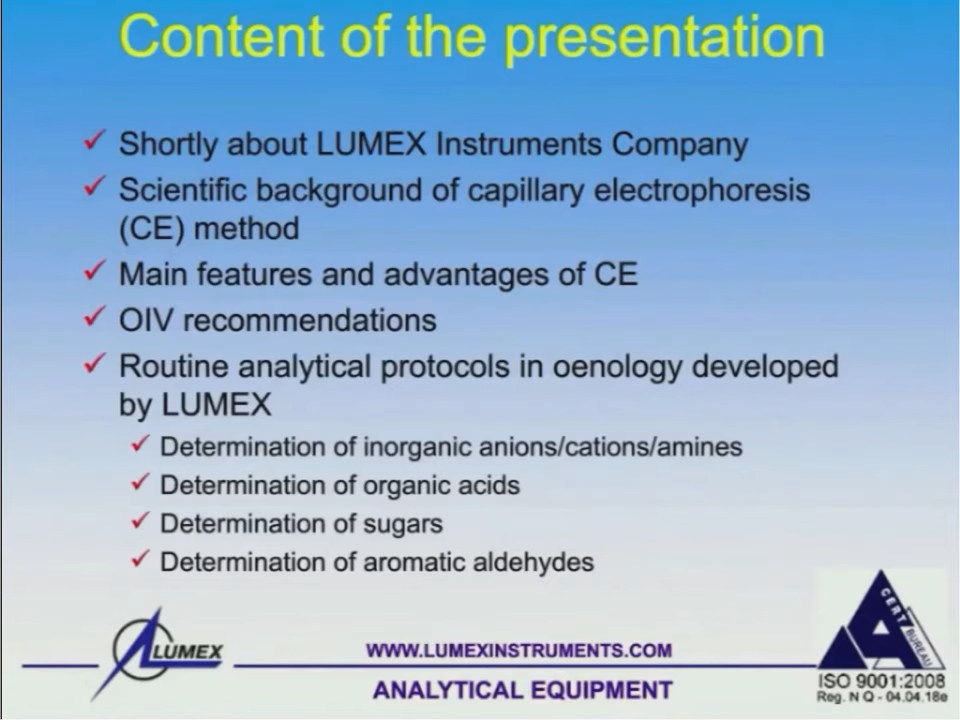 Content of the presentation
Shortly about LUMEX Instruments Company
Scientific background of capillary electrophoresis
(CE) method
Main features and advantages of CE
OIV recommendations
Routine analytical protocols in oenology developed
by LUMEX
Determination of inorganic anions/cations/amines
Determination of organic acids
Determination of sugars
Determination of aromatic aldehydes
LUMEX
WWW.LUMEXINSTRUMENTS.COM
ANALYTICAL EQUIPMENT
CERT BUREAU
ISO 9001:2008
Reg. N Q - 04.04.18e